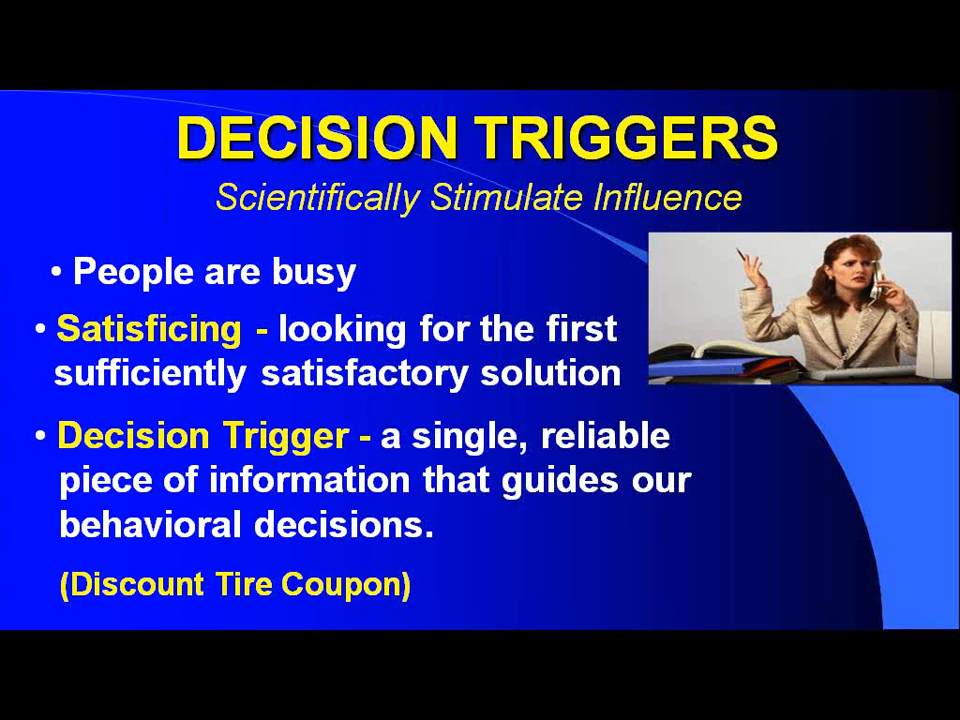 DECISION TRIGGERS
Scientifically Stimulate Influence
• People are busy
• Satisficing - looking for the first
sufficiently satisfactory solution
• Decision Trigger - a single, reliable
piece of information that guides our
behavioral decisions.
(Discount Tire Coupon)